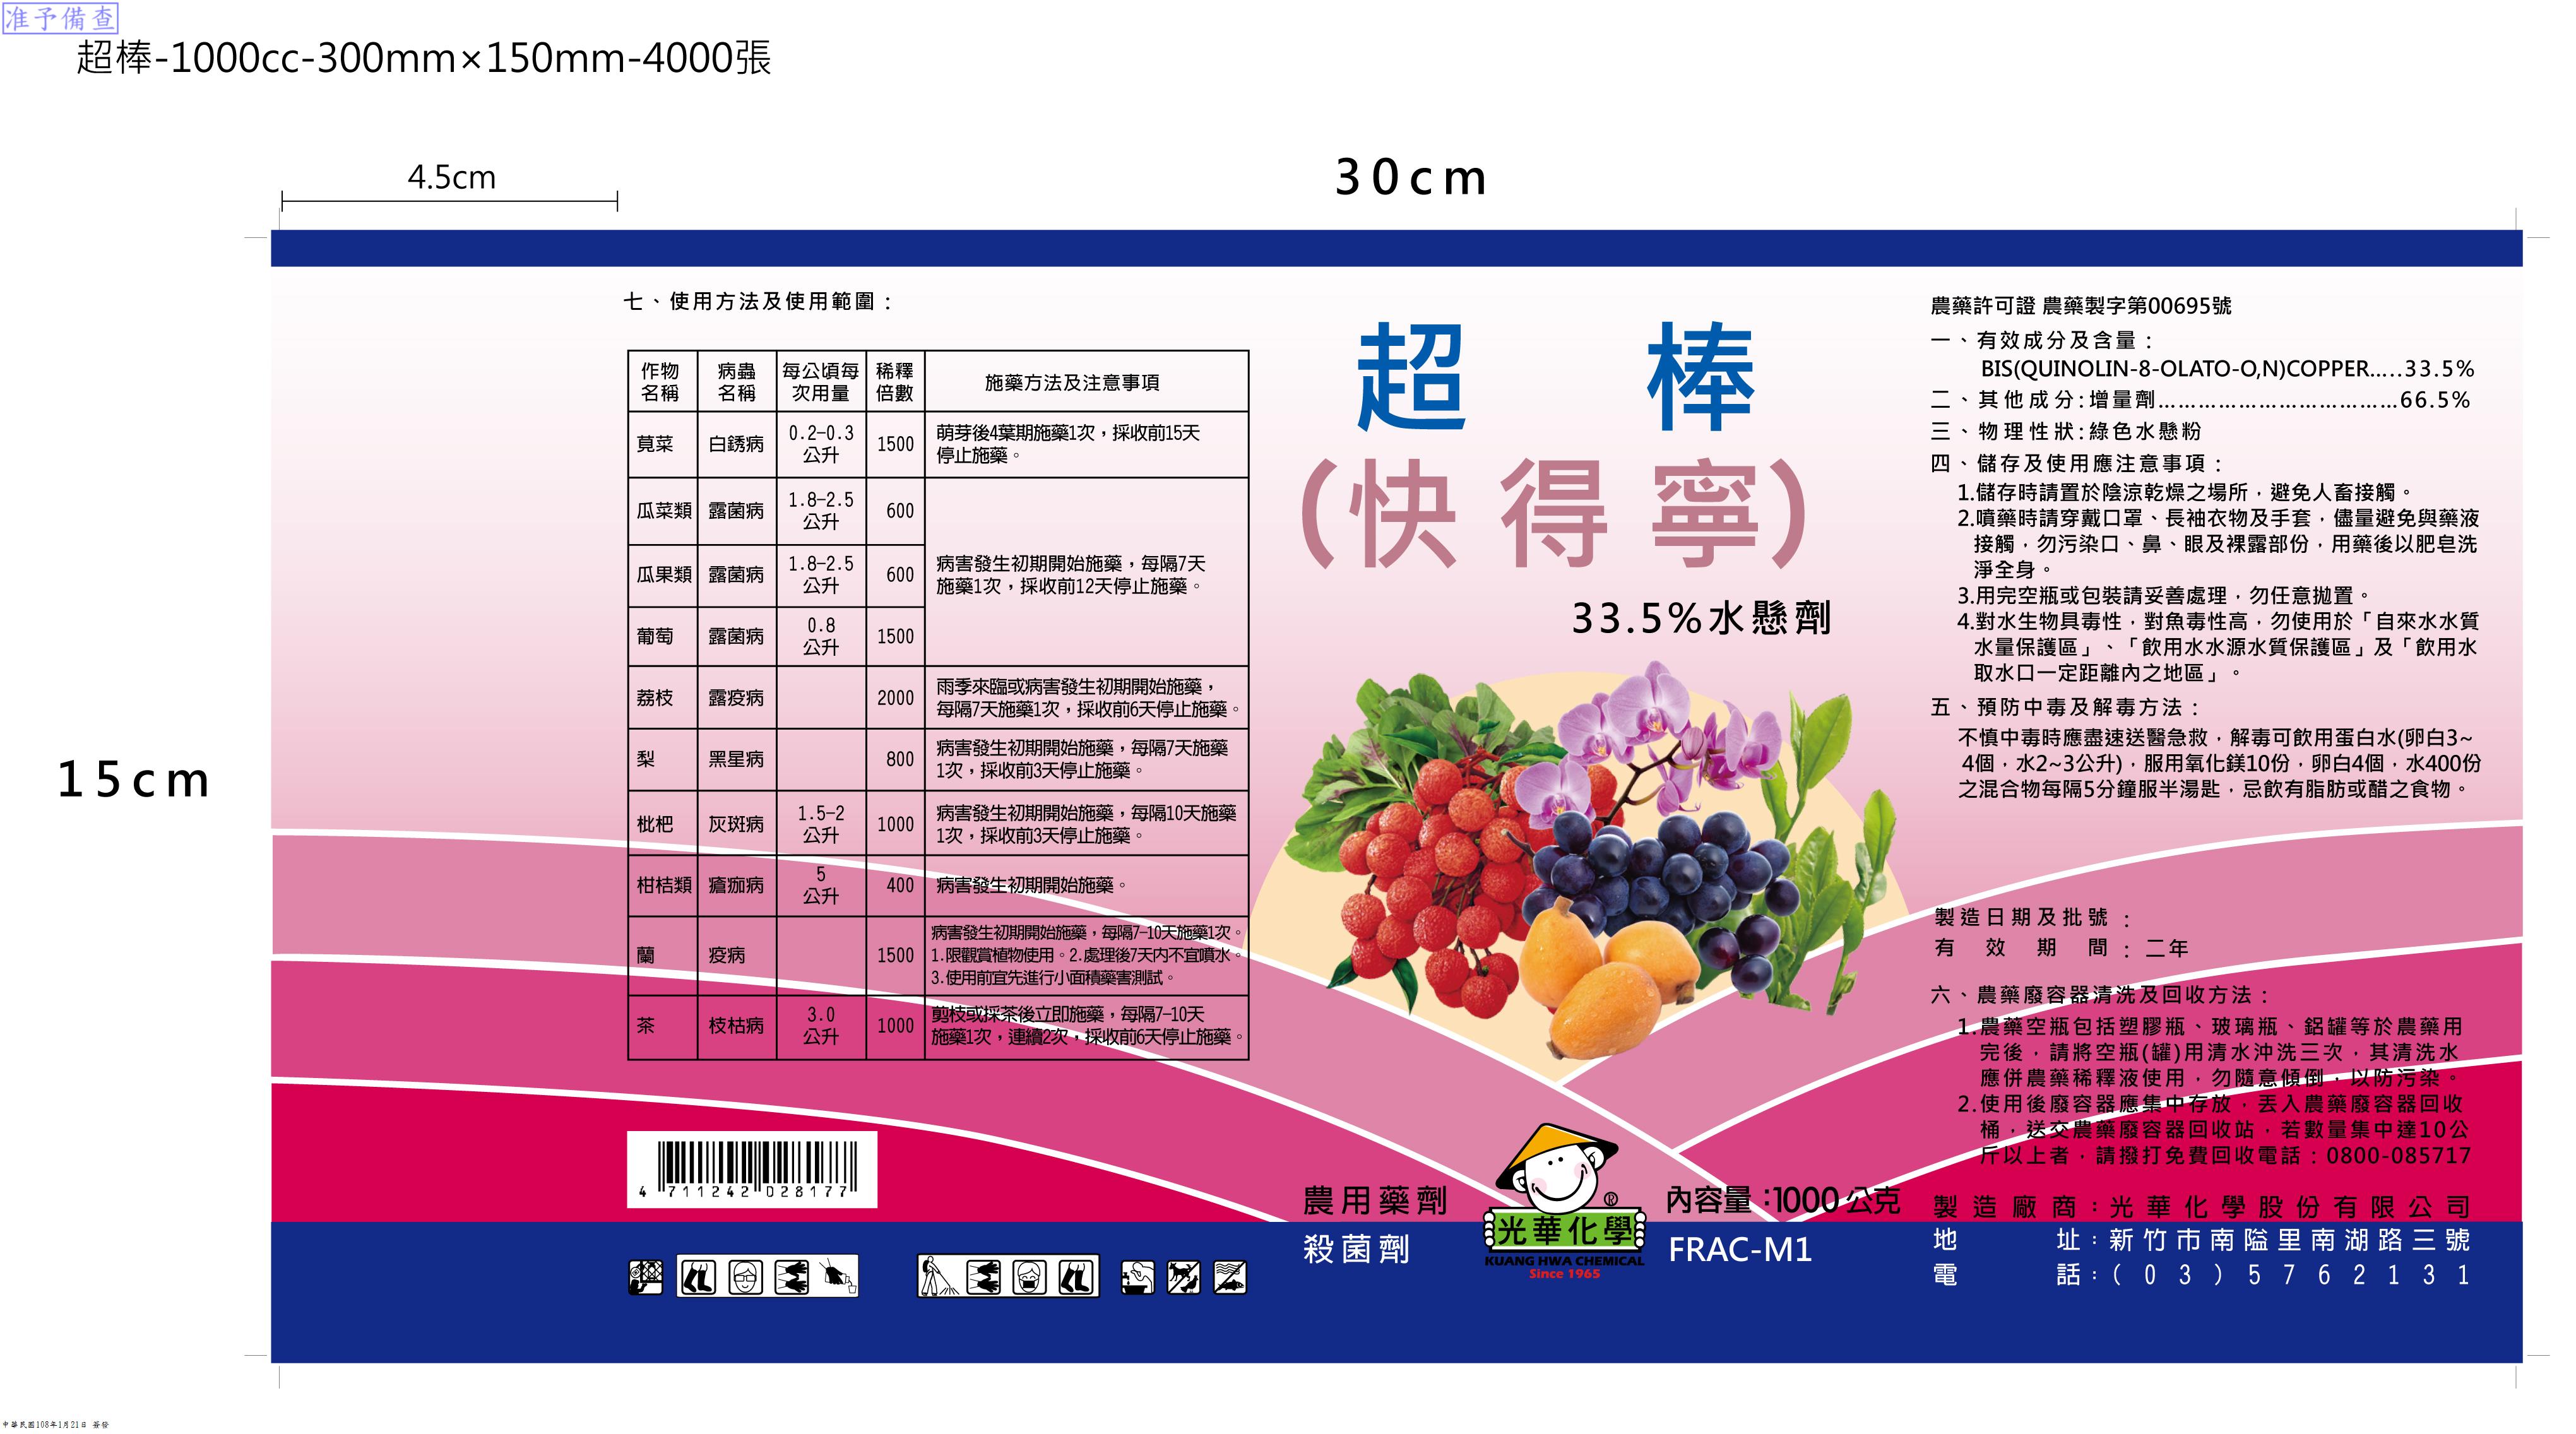 准予備查
超棒-1000cc-300mm×150mm-4000張
4.5cm
30cm
15cm
七、使用方法及使用範圍：
作物名稱 病蟲名稱 每公頃每次用量 稀釋倍數 施藥方法及注意事項
莧菜 白銹病 0.2-0.3公升 1500 萌芽後4葉期施藥1次，採收前15天
停止施藥。
瓜菜類 露菌病 1.8-2.5公升 600
瓜果類 露菌病 1.8-2.5公升 600 病害發生初期開始施藥，每隔7天
施藥1次，採收前12天停止施藥。
葡萄 露菌病 0.8公升 1500
荔枝 露疫病 2000 雨季來臨或病害發生初期開始施藥，
每隔7天施藥1次，採收前6天停止施藥。
梨 黑星病 800 病害發生初期開始施藥，每隔7天施藥
1次，採收前3天停止施藥。
枇杷 灰斑病 1.5-2公升 1000 病害發生初期開始施藥，每隔10天施藥
1次，採收前3天停止施藥。
柑桔類 瘡痂病 5公升 400 病害發生初期開始施藥。
蘭 疫病 1500 病害發生初期開始施藥，每隔7-10天施藥1次。
1.限觀賞植物使用。2.處理後7天内不宜噴水。
3.使用前宜先進行小面積藥害測試。
茶 枝枯病 3.0公升 1000 剪枝或採茶後立即施藥，每隔7-10天
施藥1次，連續2次，採收前6天停止施藥。
4 711242 028177
超棒
(快得寧)
33.5%水懸劑
農用藥劑
殺菌劑
®
光華化學
KUANG HWA CHEMICAL
Since 1965
內容量：1000公克
FRAC-M1
農藥許可證 農藥製字第00695號
一、有效成分及含量：
BIS(QUINOLIN-8-OLATO-O,N)COPPER.....33.5%
二、其他成分：增量劑....................................66.5%
三、物理性狀：綠色水懸粉
四、儲存及使用應注意事項：
1.儲存時請置於陰涼乾燥之場所，避免人畜接觸。
2.噴藥時請穿戴口罩、長袖衣物及手套，儘量避免與藥液
接觸，勿污染口、鼻、眼及裸露部份，用藥後以肥皂洗
淨全身。
3.用完空瓶或包裝請妥善處理，勿任意拋置。
4.對水生物具毒性，對魚毒性高，勿使用於「自來水水質
水量保護區」、「飲用水水源水質保護區」及「飲用水
取水口一定距離內之地區」。
五、預防中毒及解毒方法：
不慎中毒時應盡速送醫急救，解毒可飲用蛋白水(卵白3~
4個，水2~3公升)，服用氧化鎂10份，卵白4個，水400份
之混合物每隔5分鐘服半湯匙，忌飲有脂肪或醋之食物。
製造日期及批號：
有效期間：二年
六、農藥廢容器清洗及回收方法：
1.農藥空瓶包括塑膠瓶、玻璃瓶、鋁罐等於農藥用
完後，請將空瓶(罐)用清水沖洗三次，其清洗水
應併農藥稀釋液使用，勿隨意傾倒，以防污染。
2.使用後廢容器應集中存放，丟入農藥廢容器回收
桶，送交農藥廢容器回收站，若數量集中達10公
斤以上者，請撥打免費回收電話：0800-085717
製造廠商：光華化學股份有限公司
地址：新竹市南隘里南湖路三號
電話：(03)5762131
中華民國108年1月21日 簽發